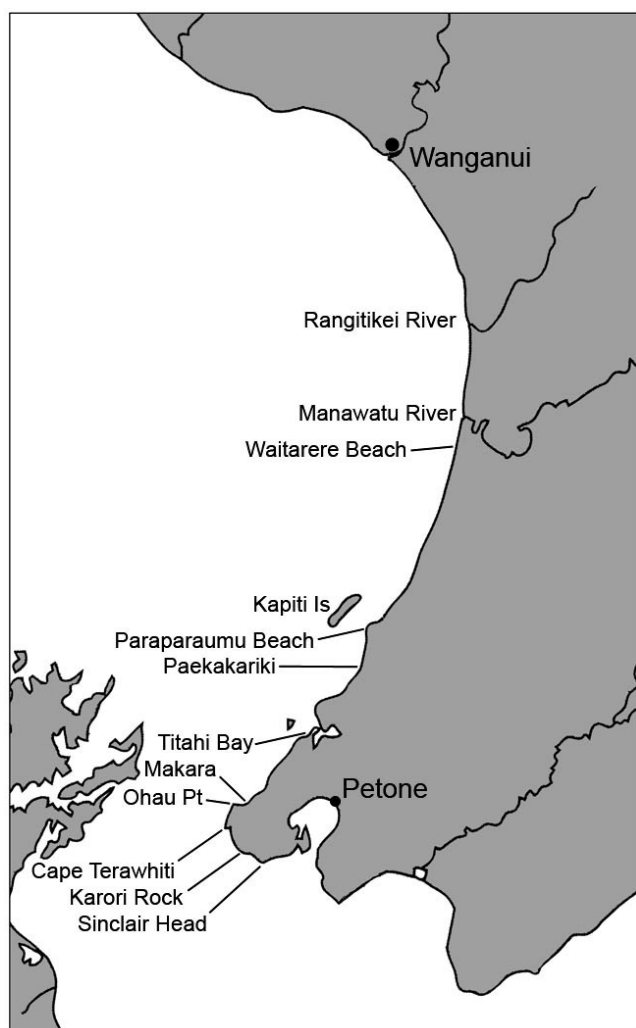 Wanganui
Rangitikei River
Manawatu River
Waitarere Beach
Kapiti Is
Paraparaumu Beach
Paekakariki
Titahi Bay
Makara
Petone
Ohau Pt
Cape Terawhiti
Karori Rock
Sinclair Head